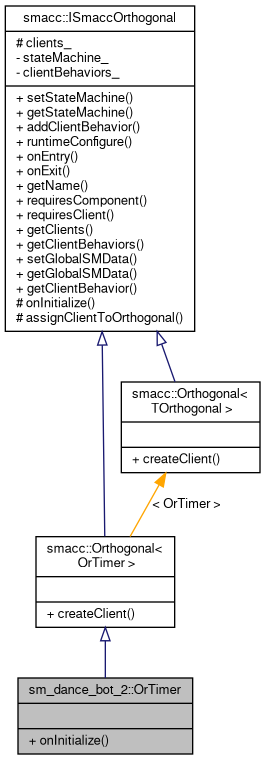 smacc::ISmaccOrthogonal
# clients_
- stateMachine_
- clientBehaviors_
+ setStateMachine()
+ getStateMachine()
+ addClientBehavior()
+ runtimeConfigure()
+ onEntry()
+ onExit()
+ getName()
+ requiresComponent()
+ requiresClient()
+ getClients()
+ getClientBehaviors()
+ setGlobalSMData()
+ getGlobalSMData()
+ getClientBehavior()
# onInitialize()
# assignClientToOrthogonal()
smacc::Orthogonal<
TOrthogonal >
+ createClient()
< OrTimer >
smacc::Orthogonal<
OrTimer >
+ createClient()
sm_dance_bot_2::OrTimer
+ onInitialize()